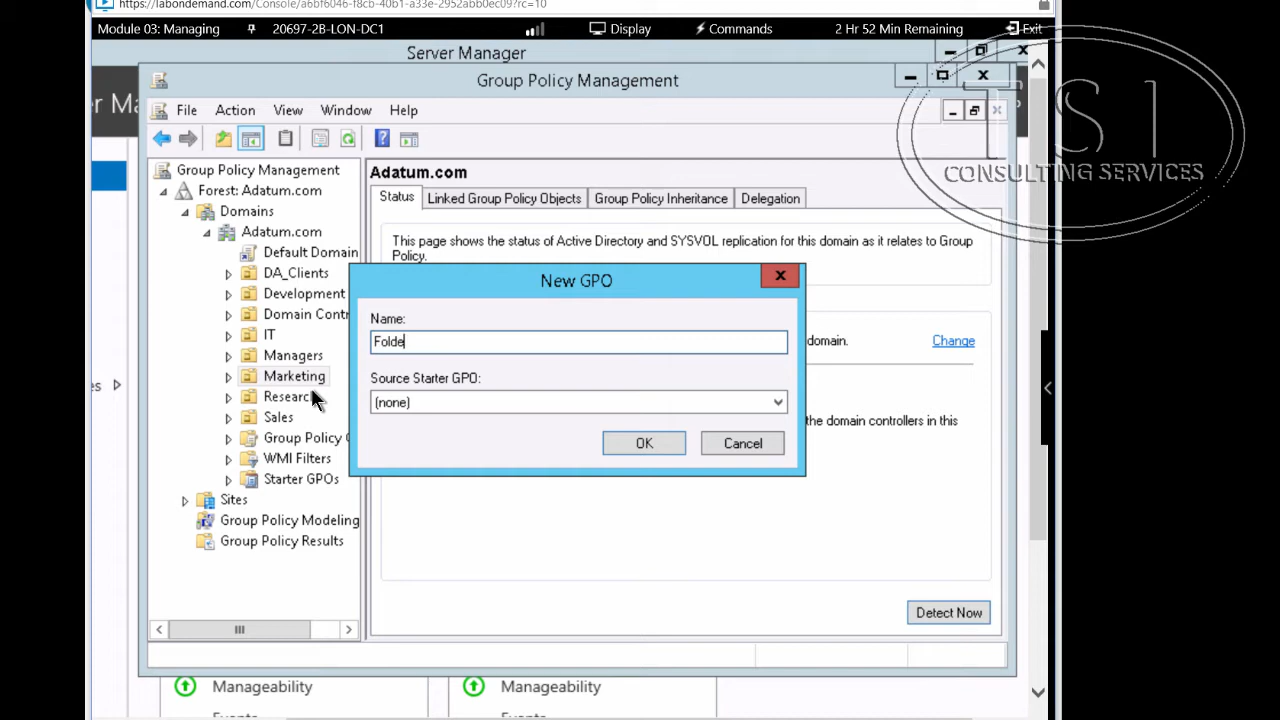 https://labondemand.com/Console/a6bf6046-f8cb-40b1-a33e-2952abb0ec09?rc=10
Module 03: Managing
20697-2B-LON-DC1
Display
Commands
2 Hr 52 Min Remaining
Exit
Server Manager
Group Policy Management
File
Action
View
Window
Help
Group Policy Management
Forest: Adatum.com
Domains
Adatum.com
Default Domain
DA_Clients
Development
Domain Contr
IT
Managers
Marketing
Research
Sales
Group Policy
WMI Filters
Starter GPOs
Sites
Group Policy Modeling
Group Policy Results
Adatum.com
Status
Linked Group Policy Objects
Group Policy Inheritance
Delegation
This page shows the status of Active Directory and SYSVOL replication for this domain as it relates to Group
Policy.
domain.
Change
the domain controllers in this
Detect Now
New GPO
Name:
Folde
Source Starter GPO:
(none)
OK
Cancel
Manageability
Manageability
TSI
CONSULTING SERVICES